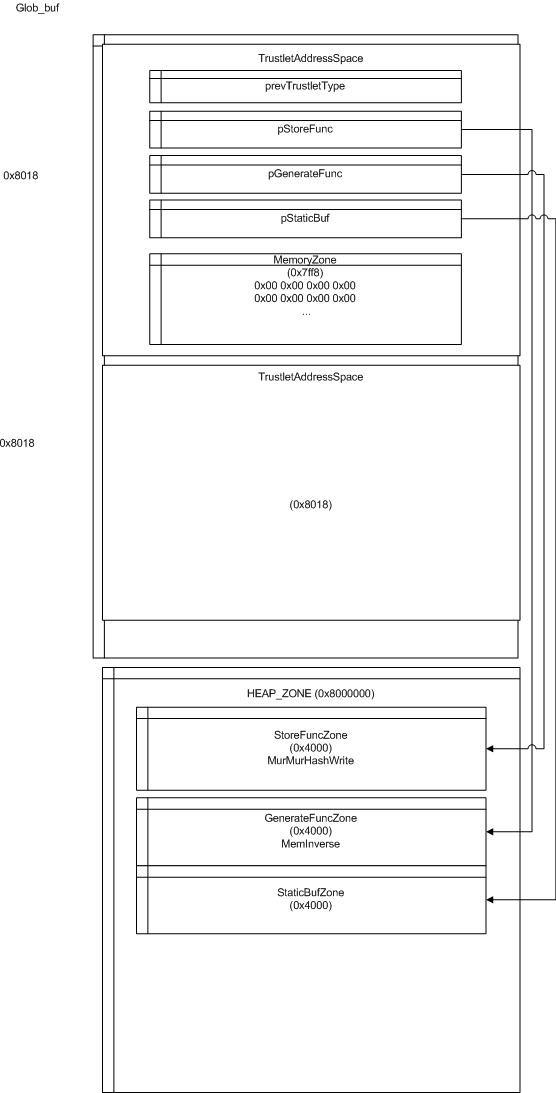 Glob_buf
TrustletAddressSpace
prevTrustletType
pStoreFunc
0x8018
pGenerateFunc
pStaticBuf
MemoryZone
(0x7ff8)
0x00 0x00 0x00 0x00
0x00 0x00 0x00 0x00
...
TrustletAddressSpace
0x8018
(0x8018)
HEAP_ZONE (0x8000000)
StoreFuncZone
(0x4000)
MurMurHashWrite
GenerateFuncZone
(0x4000)
MemInverse
StaticBufZone
(0x4000)